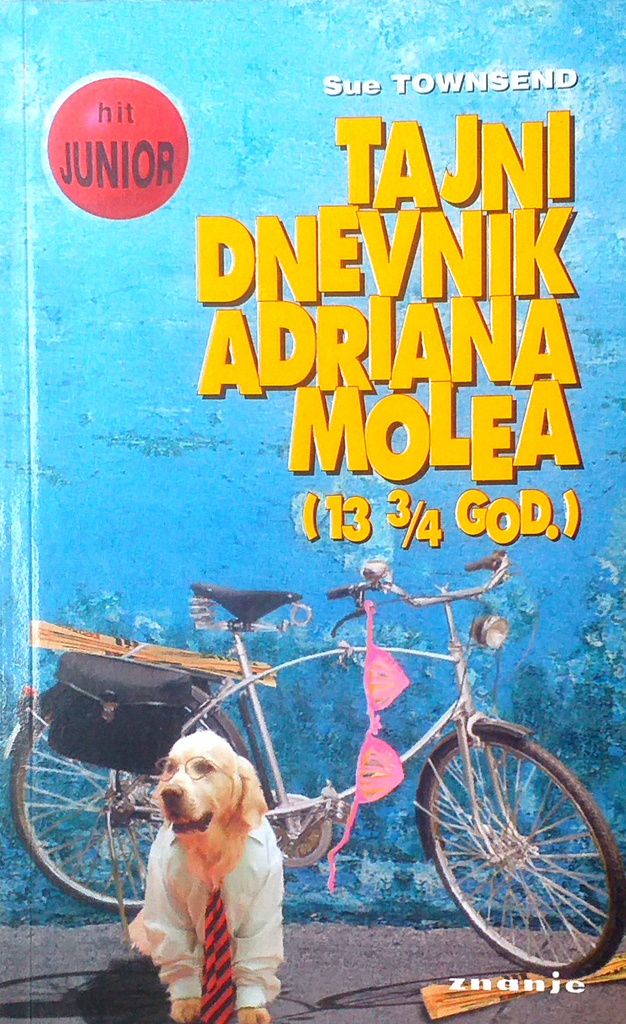 Sue TOWNSEND
hit
JUNIOR
TAJNI
DNEVNIK
ADRIANA
MOLEA
(13 3/4 GOD.)
znanje